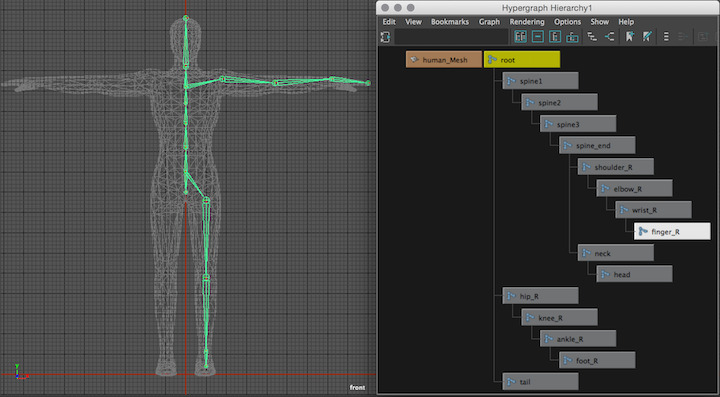 Hypergraph Hierarchy1
Edit View Bookmarks Graph Rendering Options Show Help
human_Mesh root
spine1
spine2
spine3
spine_end
shoulder_R
elbow_R
wrist_R
finger_R
neck
head
hip_R
knee_R
ankle_R
foot_R
tail
y
front